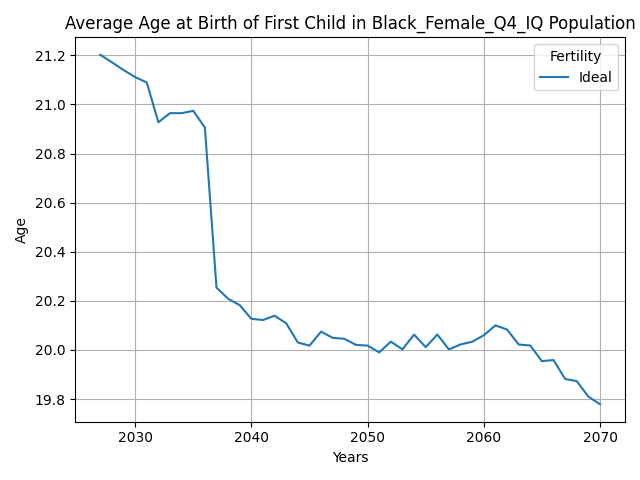 Average Age at Birth of First Child in Black_Female_Q4_IQ Population
Fertility
Ideal
Age
21.2
21.0
20.8
20.6
20.4
20.2
20.0
19.8
2030 2040 2050 2060 2070
Years